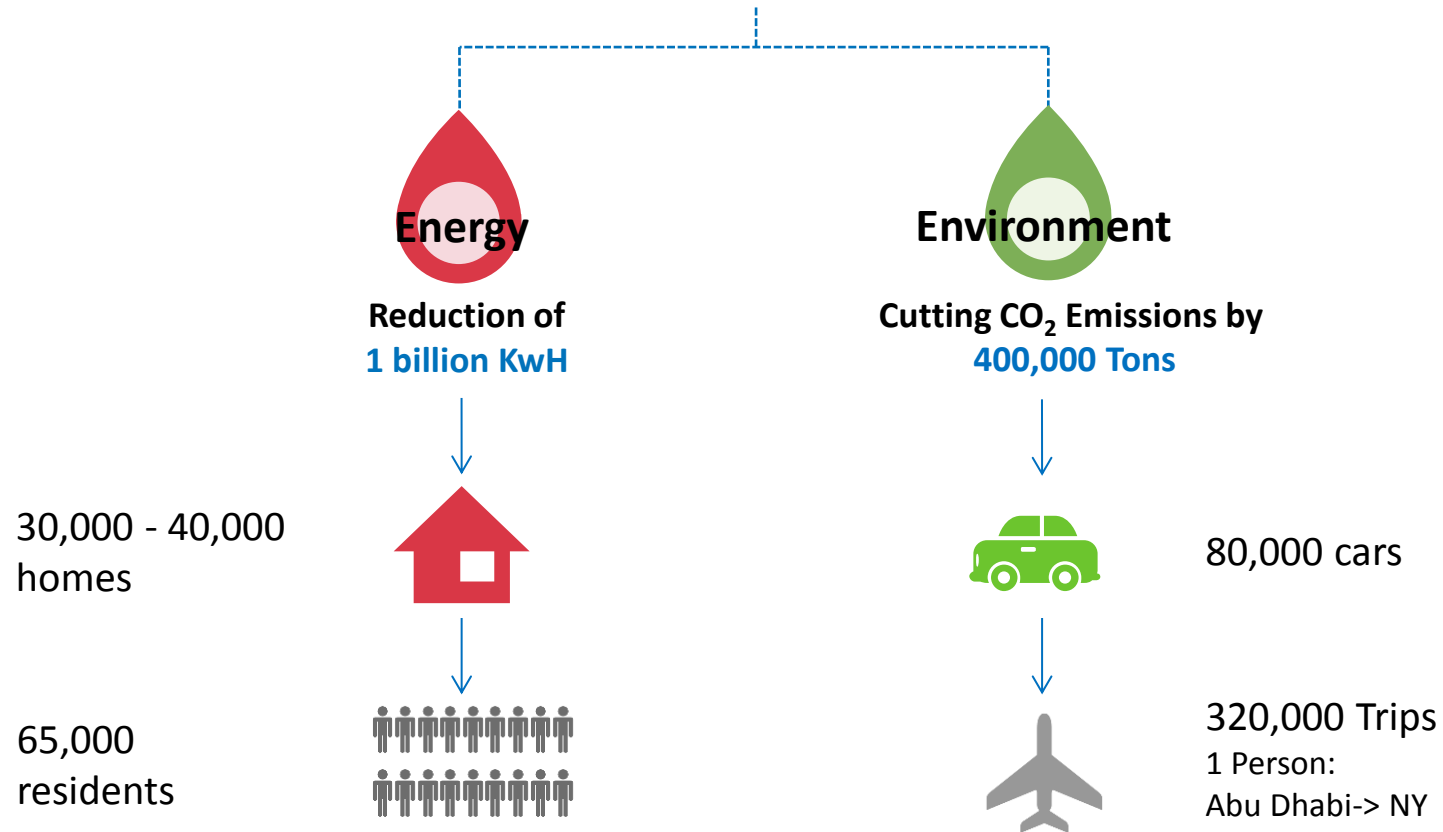 Energy
Reduction of
1 billion KwH
30,000 - 40,000
homes
65,000
residents
Environment
Cutting CO₂ Emissions by
400,000 Tons
80,000 cars
320,000 Trips
1 Person:
Abu Dhabi-> NY